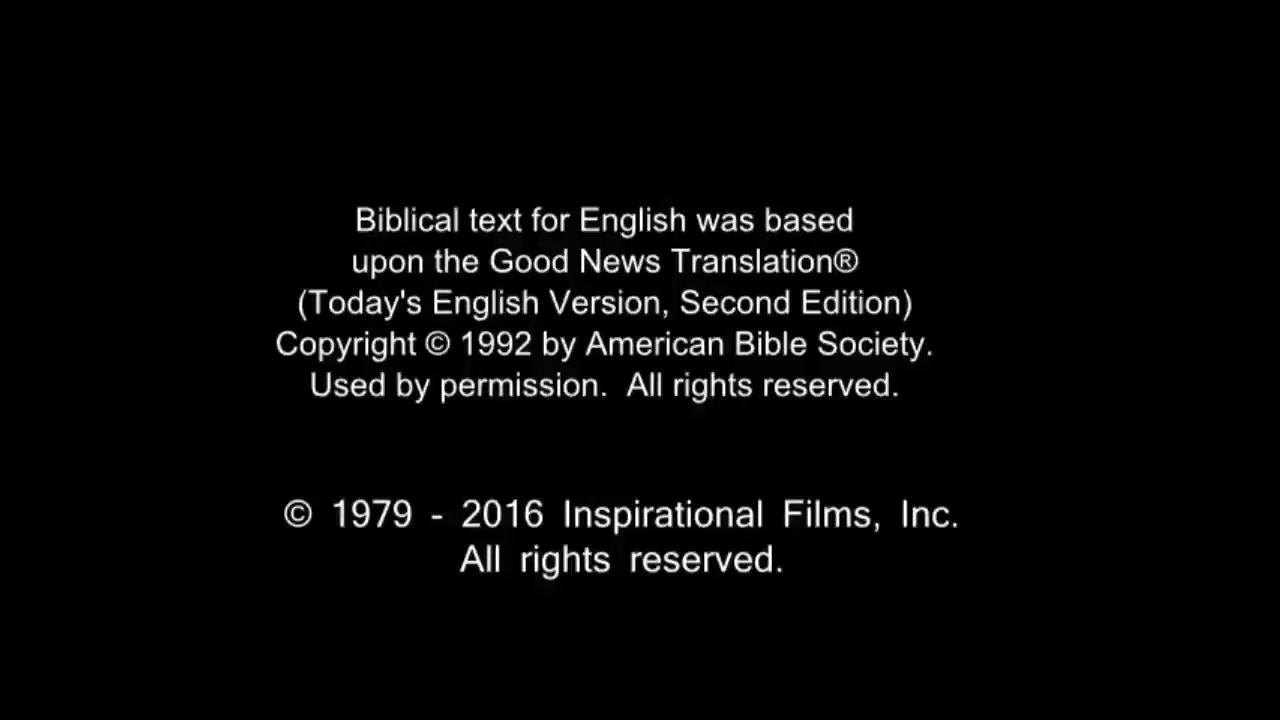 Biblical text for English was based
upon the Good News Translation®
(Today's English Version, Second Edition)
Copyright © 1992 by American Bible Society.
Used by permission.  All rights reserved.
© 1979 - 2016 Inspirational Films, Inc.
All rights reserved.